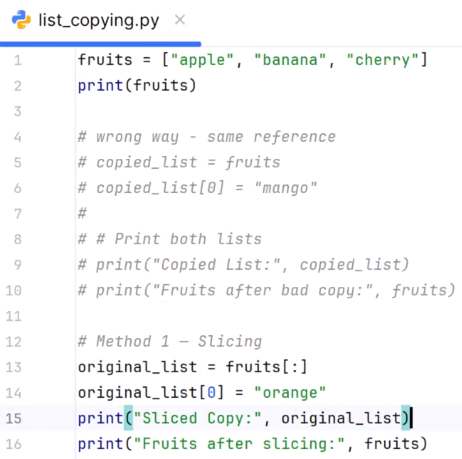 list_copying.py
1 fruits = ["apple", "banana", "cherry"]
2 print(fruits)
3
4 # wrong way - same reference
5 # copied_list = fruits
6 # copied_list[0] = "mango"
7 #
8 # # Print both lists
9 # print("Copied List:", copied_list)
10 # print("Fruits after bad copy:", fruits)
11
12 # Method 1 — Slicing
13 original_list = fruits[:]
14 original_list[0] = "orange"
15 print("Sliced Copy:", original_list)
16 print("Fruits after slicing:", fruits)